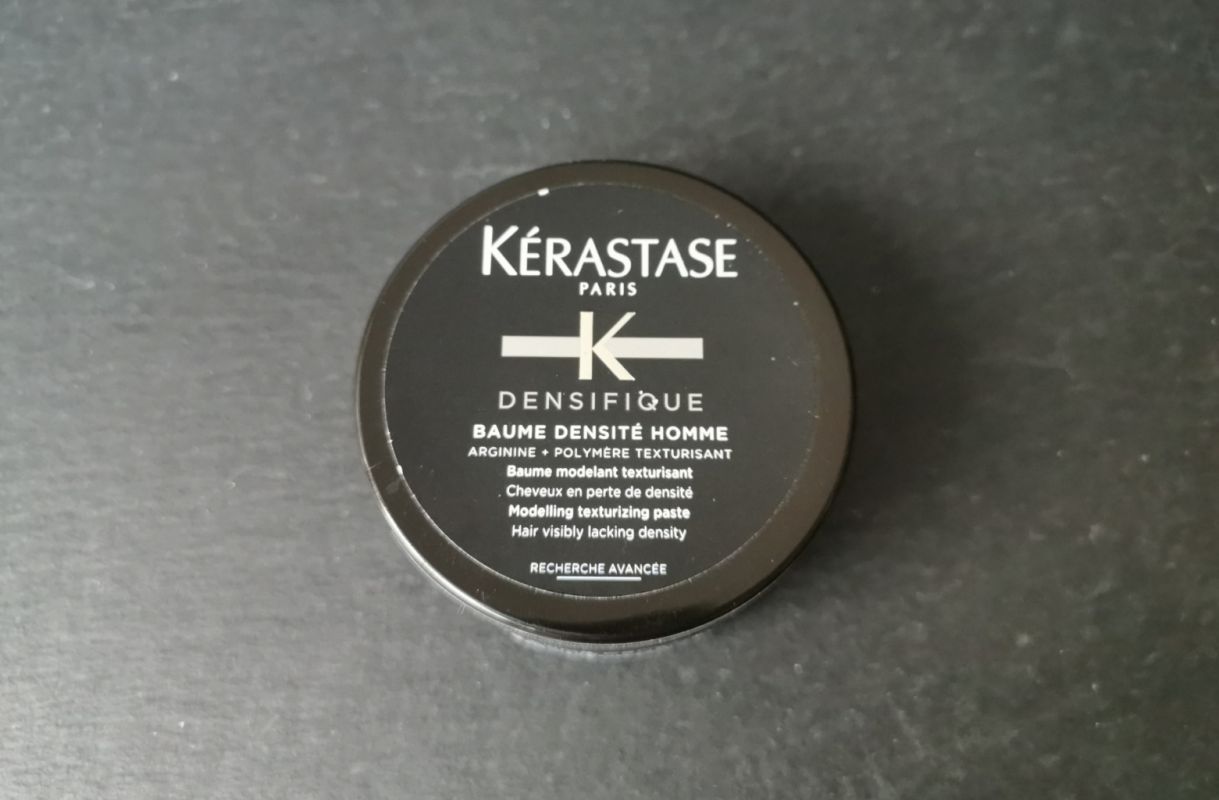 KÉRASTASE
PARIS
K
DENSIFIQUE
BAUME DENSITÉ HOMME
ARGININE + POLYMÈRE TEXTURISANT
Baume modelant texturisant
Cheveux en perte de densité
Modelling texturizing paste
Hair visibly lacking density
RECHERCHE AVANCÉE